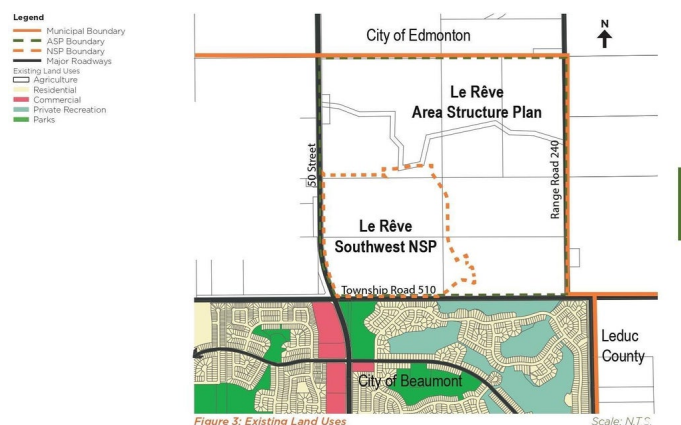 Legend
Municipal Boundary
ASP Boundary
NSP Boundary
Major Roadways
Existing Land Uses
Agriculture
Residential
Commercial
Private Recreation
Parks
City of Edmonton
N
Le Rêve
Area Structure Plan
50 Street
Range Road 240
Le Rêve
Southwest NSP
Township Road 510
Leduc
County
City of Beaumont
Figure 3: Existing Land Uses
Scale: N.T.S.